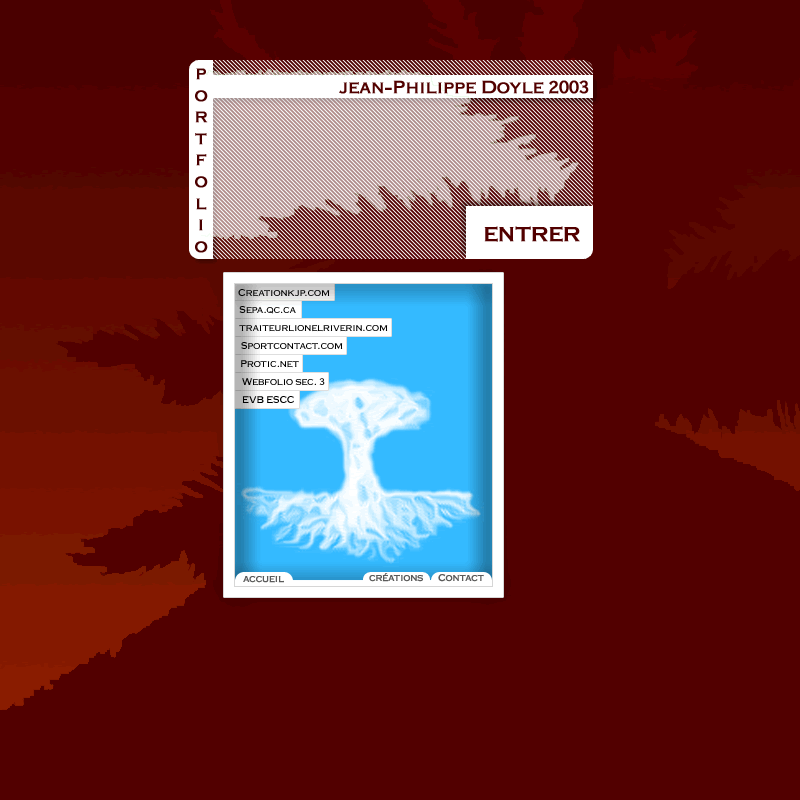 PORTFOLIO
JEAN-PHILIPPE DOYLE 2003
ENTRER
CREATIONKJP.COM
SEPA.QC.CA
TRAITEURLIONELRIVERIN.COM
SPORTCONTACT.COM
PROTIC.NET
WEBFOLIO SEC. 3
EVB ESCC
ACCUEIL CRÉATIONS CONTACT